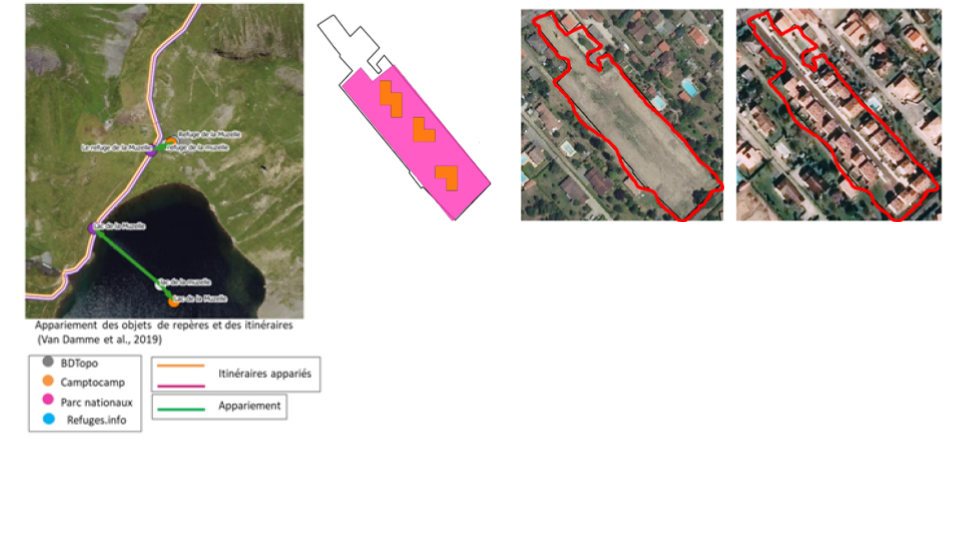 Refuge de la Muzelle
Le refuge de la Muzelle
refuge de la muzelle
Lac de la Muzelle
lac de la muzelle
Lac de la Muzelle
Appariement des objets de repères et des itinéraires
(Van Damme et al., 2019)
BDTopo
Camptocamp
Parc nationaux
Refuges.info
Itinéraires appariés
Appariement